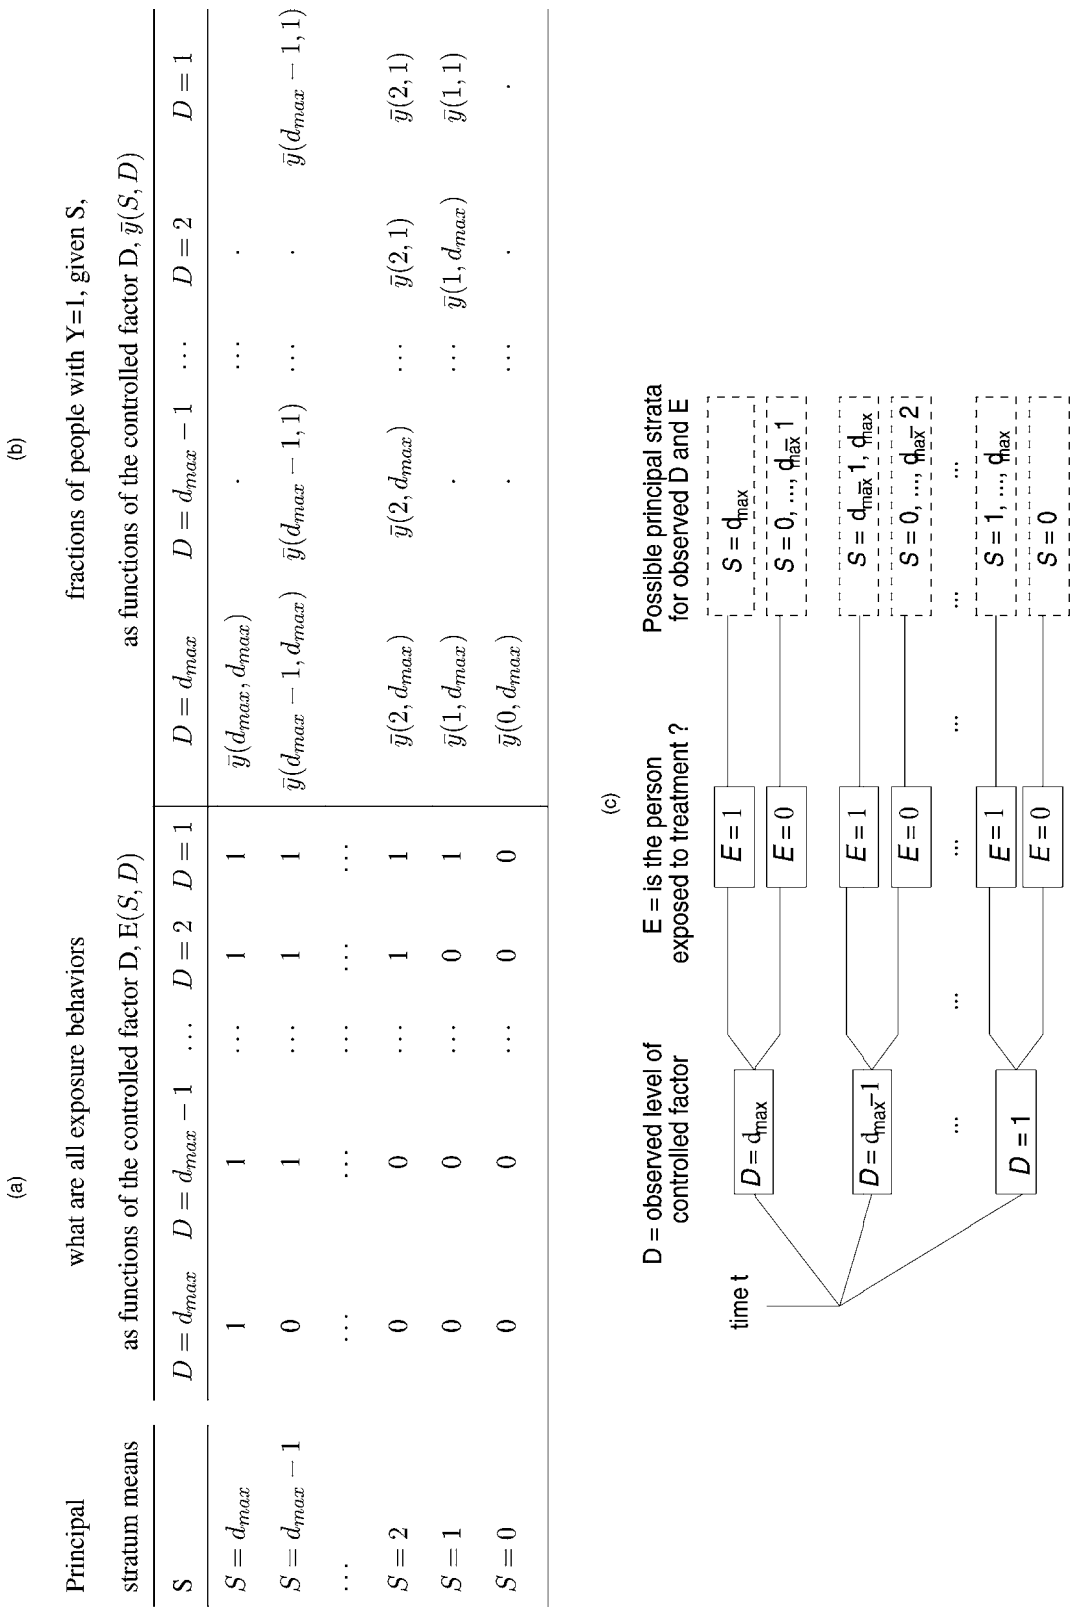 (a)
(b)
Principal what are all exposure behaviors fractions of people with Y=1, given S,
stratum means as functions of the controlled factor D, E(S, D) as functions of the controlled factor D, ȳ(S, D)
S D = d_max D = d_max − 1 ... D = 2 D = 1 D = d_max D = d_max − 1 ... D = 2 D = 1
S = d_max 1 1 ... 1 1 ȳ(d_max, d_max) . ... .
S = d_max − 1 0 1 ... 1 1 ȳ(d_max − 1, d_max) ȳ(d_max − 1, 1) ... . ȳ(d_max − 1, 1)
... ... ... ... ... ...
S = 2 0 0 ... 1 1 ȳ(2, d_max) ȳ(2, d_max) ... ȳ(2, 1) ȳ(2, 1)
S = 1 0 0 ... 0 1 ȳ(1, d_max) . ... ȳ(1, d_max) ȳ(1, 1)
S = 0 0 0 ... 0 0 ȳ(0, d_max) . ... . .
(c)
D = observed level of E = is the person Possible principal strata
controlled factor exposed to treatment ? for observed D and E
time t
E = 1 S = d_max
D = d_max
E = 0 S = 0, ..., d_max − 1
E = 1 S = d_max − 1, d_max
D = d_max − 1
E = 0 S = 0, ..., d_max − 2
... ... ... ... ... ...
E = 1 S = 1, ..., d_max
D = 1
E = 0 S = 0